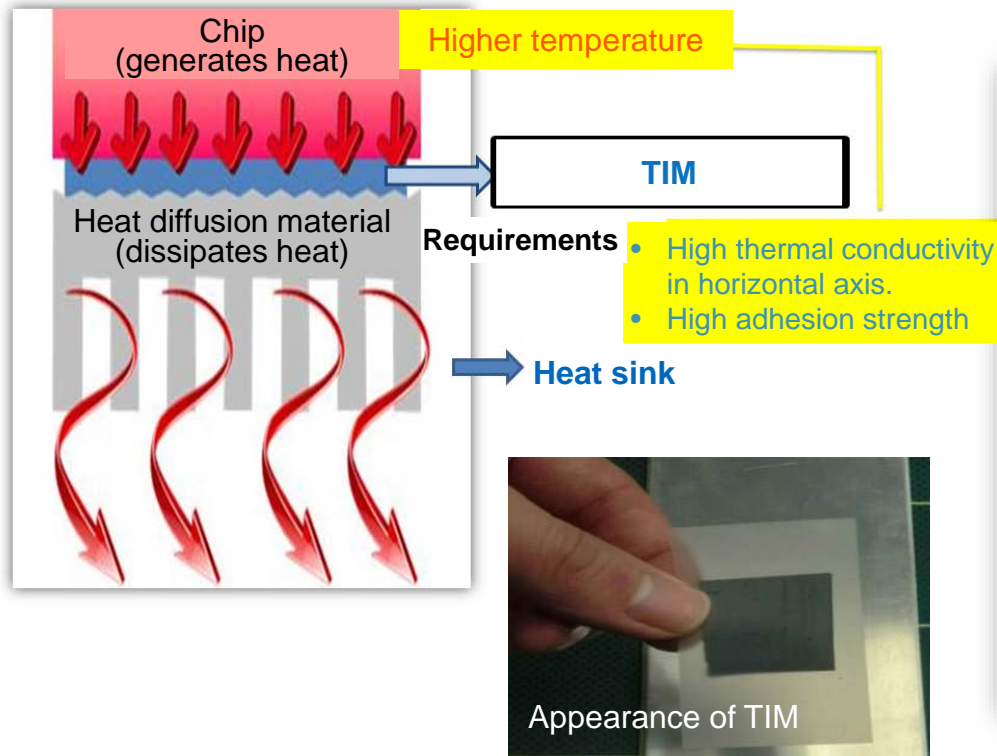 Chip
(generates heat)
Higher temperature
TIM
Heat diffusion material
(dissipates heat)
Requirements
• High thermal conductivity
in horizontal axis.
• High adhesion strength
Heat sink
Appearance of TIM